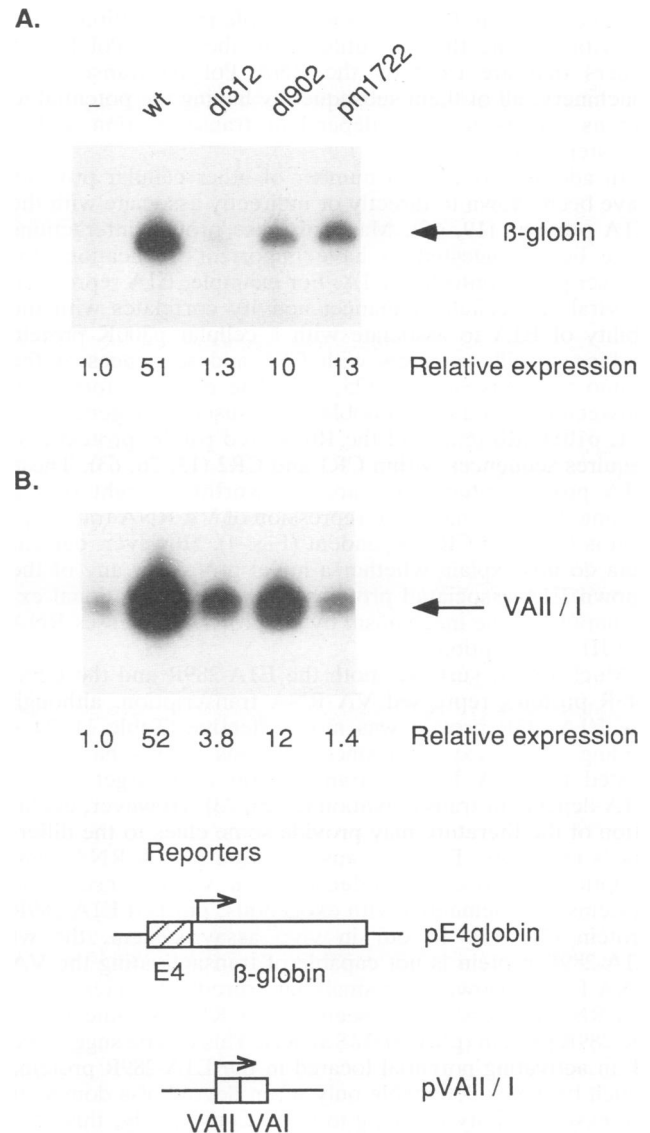 A.
– wt dl312 dl902 pm1722
ß-globin
1.0 51 1.3 10 13 Relative expression
B.
VAII / I
1.0 52 3.8 12 1.4 Relative expression
Reporters
pE4globin
E4 ß-globin
pVAII / I
VAII VAI